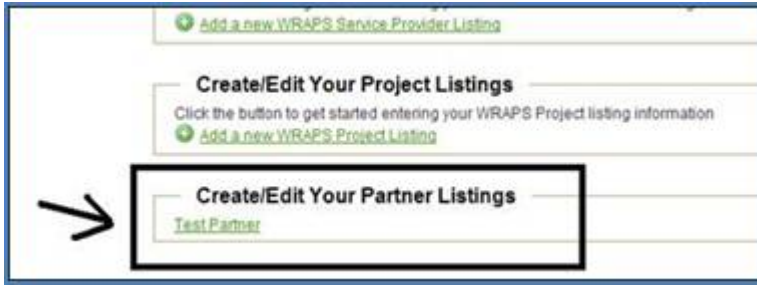 Add a new WRAPS Service Provider Listing
Create/Edit Your Project Listings
Click the button to get started entering your WRAPS Project listing information
Add a new WRAPS Project Listing
Create/Edit Your Partner Listings
Test Partner